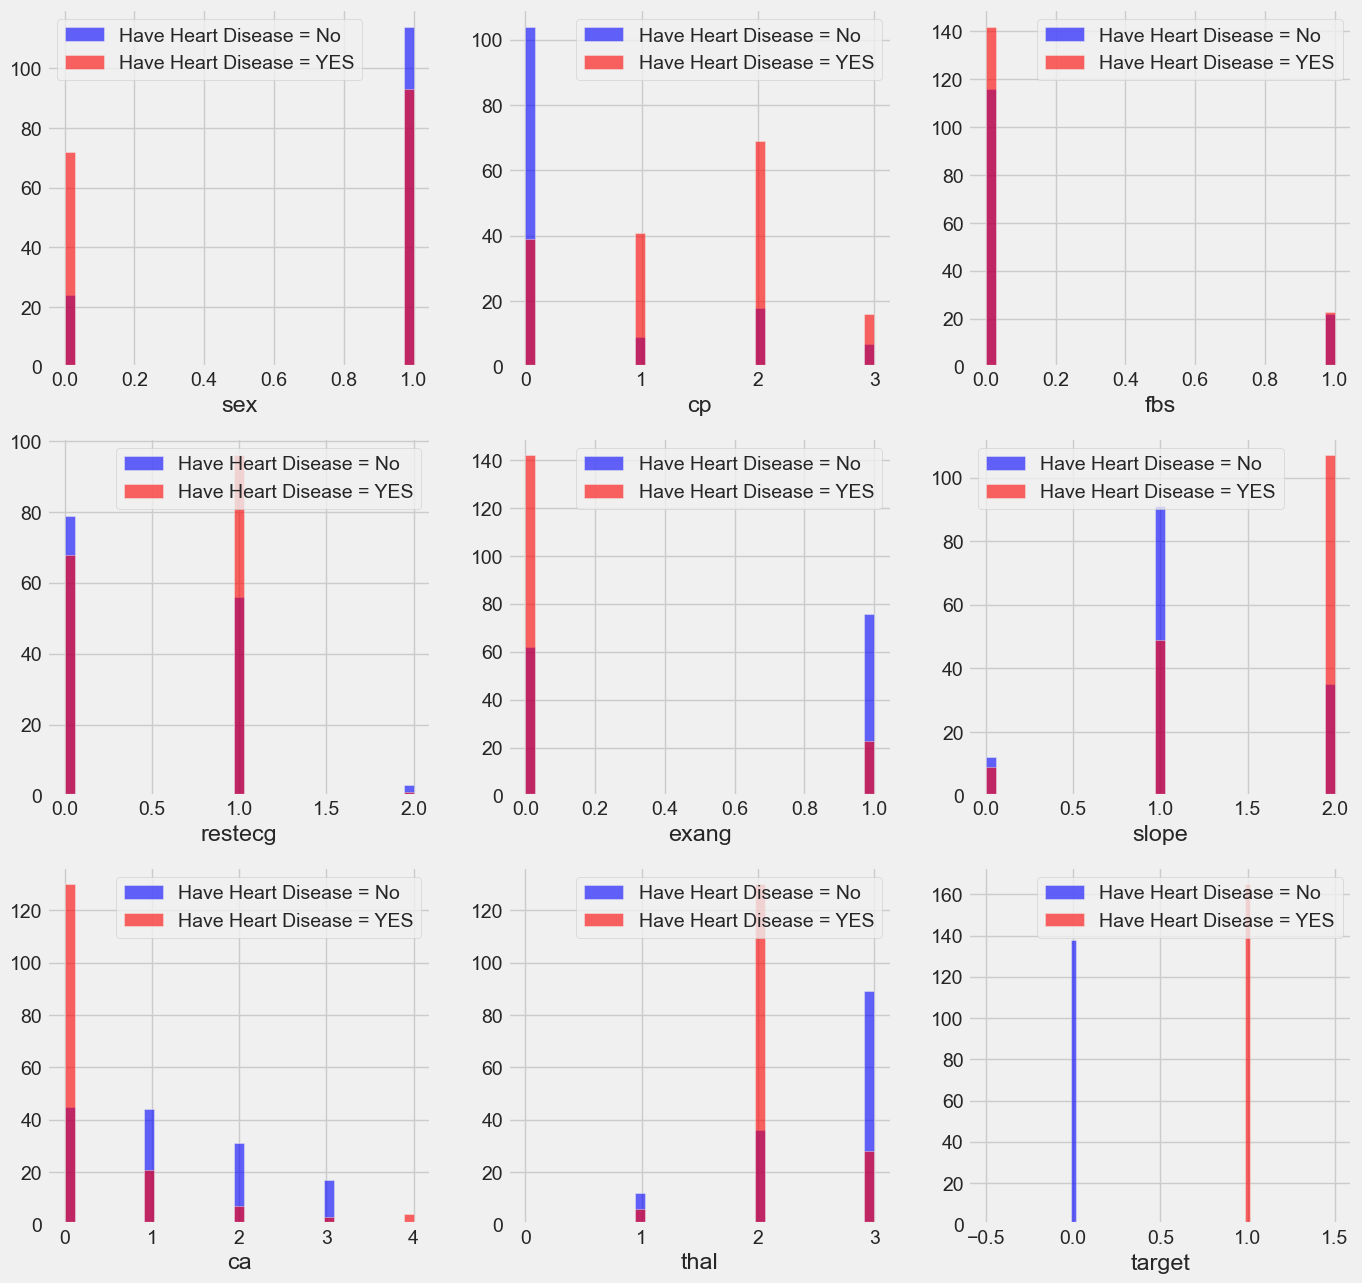 Have Heart Disease = No
Have Heart Disease = YES
100
80
60
40
20
0
0.0 0.2 0.4 0.6 0.8 1.0
sex
Have Heart Disease = No
Have Heart Disease = YES
100
80
60
40
20
0
0 1 2 3
cp
Have Heart Disease = No
Have Heart Disease = YES
140
120
100
80
60
40
20
0
0.0 0.2 0.4 0.6 0.8 1.0
fbs
Have Heart Disease = No
Have Heart Disease = YES
100
80
60
40
20
0
0.0 0.5 1.0 1.5 2.0
restecg
Have Heart Disease = No
Have Heart Disease = YES
140
120
100
80
60
40
20
0
0.0 0.2 0.4 0.6 0.8 1.0
exang
Have Heart Disease = No
Have Heart Disease = YES
100
80
60
40
20
0
0.0 0.5 1.0 1.5 2.0
slope
Have Heart Disease = No
Have Heart Disease = YES
120
100
80
60
40
20
0
0 1 2 3 4
ca
Have Heart Disease = No
Have Heart Disease = YES
120
100
80
60
40
20
0
0 1 2 3
thal
Have Heart Disease = No
Have Heart Disease = YES
160
140
120
100
80
60
40
20
0
−0.5 0.0 0.5 1.0 1.5
target